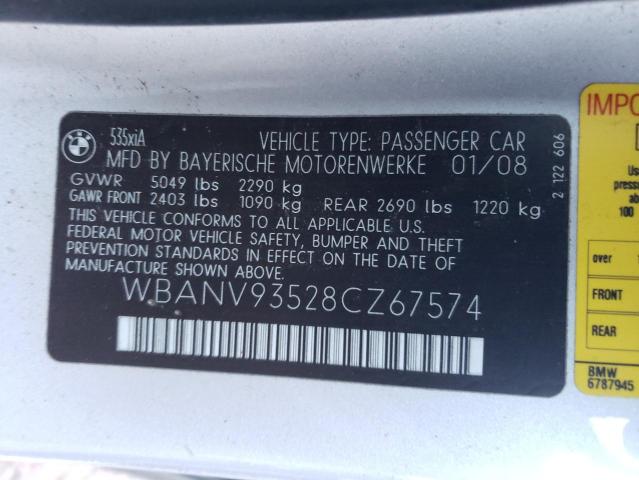 BMW
535xiA
VEHICLE TYPE: PASSENGER CAR
MFD BY BAYERISCHE MOTORENWERKE 01/08
GVWR 5049 lbs 2290 kg
GAWR FRONT 2403 lbs 1090 kg REAR 2690 lbs 1220 kg
THIS VEHICLE CONFORMS TO ALL APPLICABLE U.S.
FEDERAL MOTOR VEHICLE SAFETY, BUMPER AND THEFT
PREVENTION STANDARDS IN EFFECT ON THE DATE OF
MANUFACTURE SHOWN ABOVE.
WBANV93528CZ67574
2 122 606
over
FRONT
REAR
BMW
6787945
100